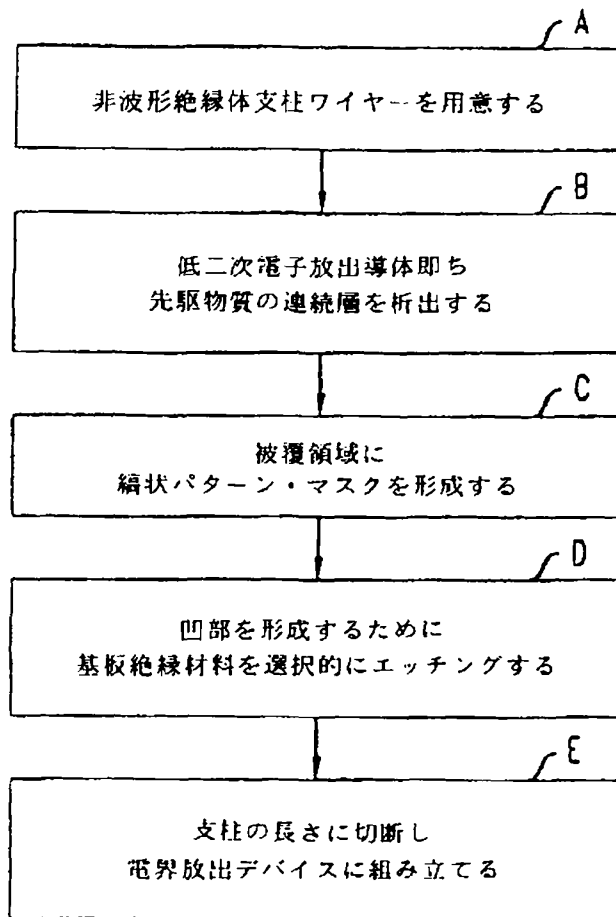 A
非波形絶縁体支柱ワイヤーを用意する
B
低二次電子放出導体即ち
先駆物質の連続層を析出する
C
被覆領域に
縞状パターン・マスクを形成する
D
凹部を形成するために
基板絶縁材料を選択的にエッチングする
E
支柱の長さに切断し
電界放出デバイスに組み立てる